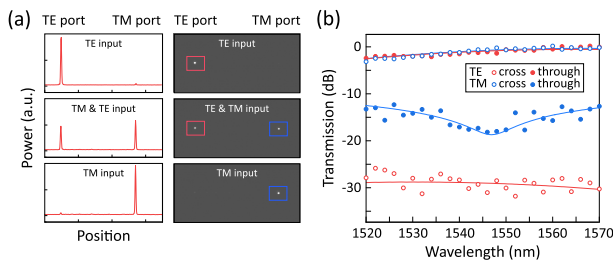 (a)
TE port
TM port
TE port
TM port
TE input
TE input
TM & TE input
TE & TM input
TM input
TM input
Power (a.u.)
Position
(b)
0
-10
-20
-30
Transmission (dB)
TE cross through
TM cross through
1520
1530
1540
1550
1560
1570
Wavelength (nm)